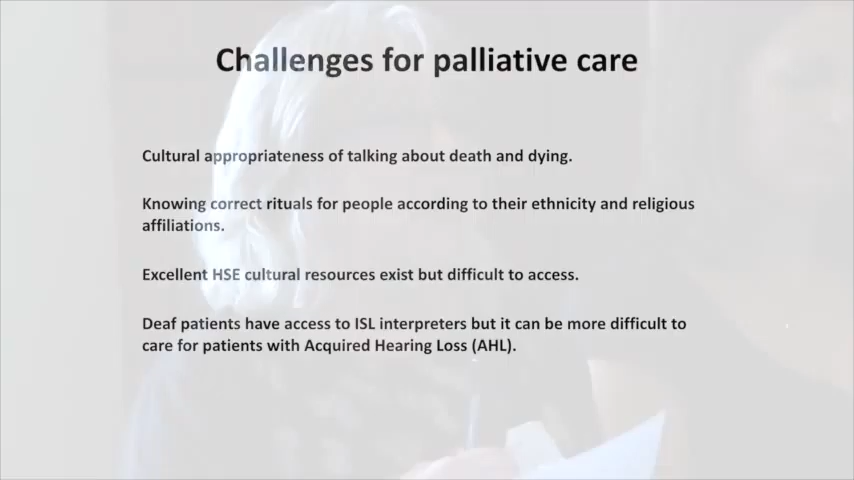 Challenges for palliative care
Cultural appropriateness of talking about death and dying.
Knowing correct rituals for people according to their ethnicity and religious
affiliations.
Excellent HSE cultural resources exist but difficult to access.
Deaf patients have access to ISL interpreters but it can be more difficult to
care for patients with Acquired Hearing Loss (AHL).